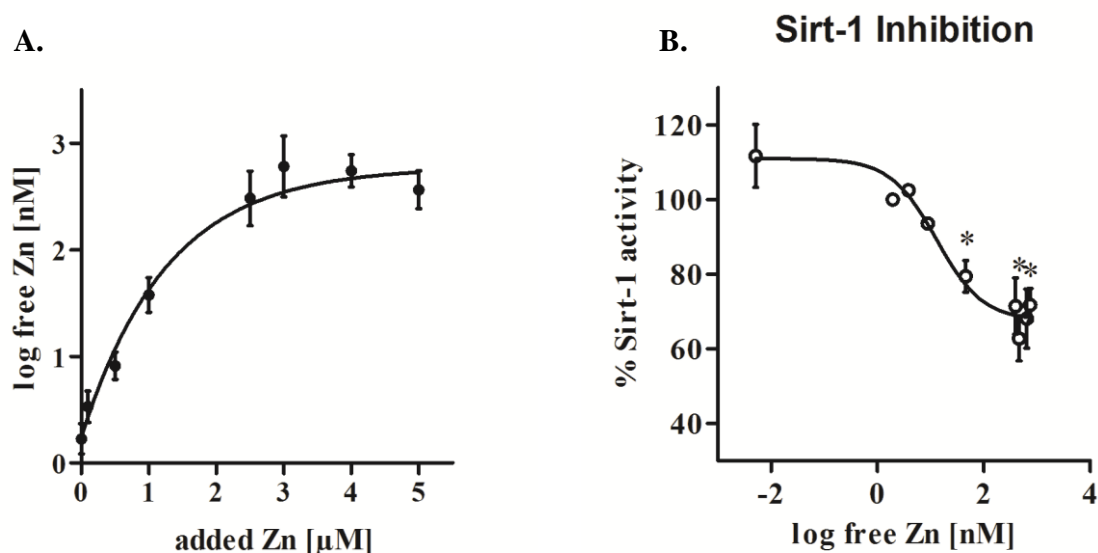 A.
log free Zn [nM]
3
2
1
0
0 1 2 3 4 5
added Zn [µM]
B.
Sirt-1 Inhibition
% Sirt-1 activity
120
100
80
60
40
*
* *
-2 0 2 4
log free Zn [nM]